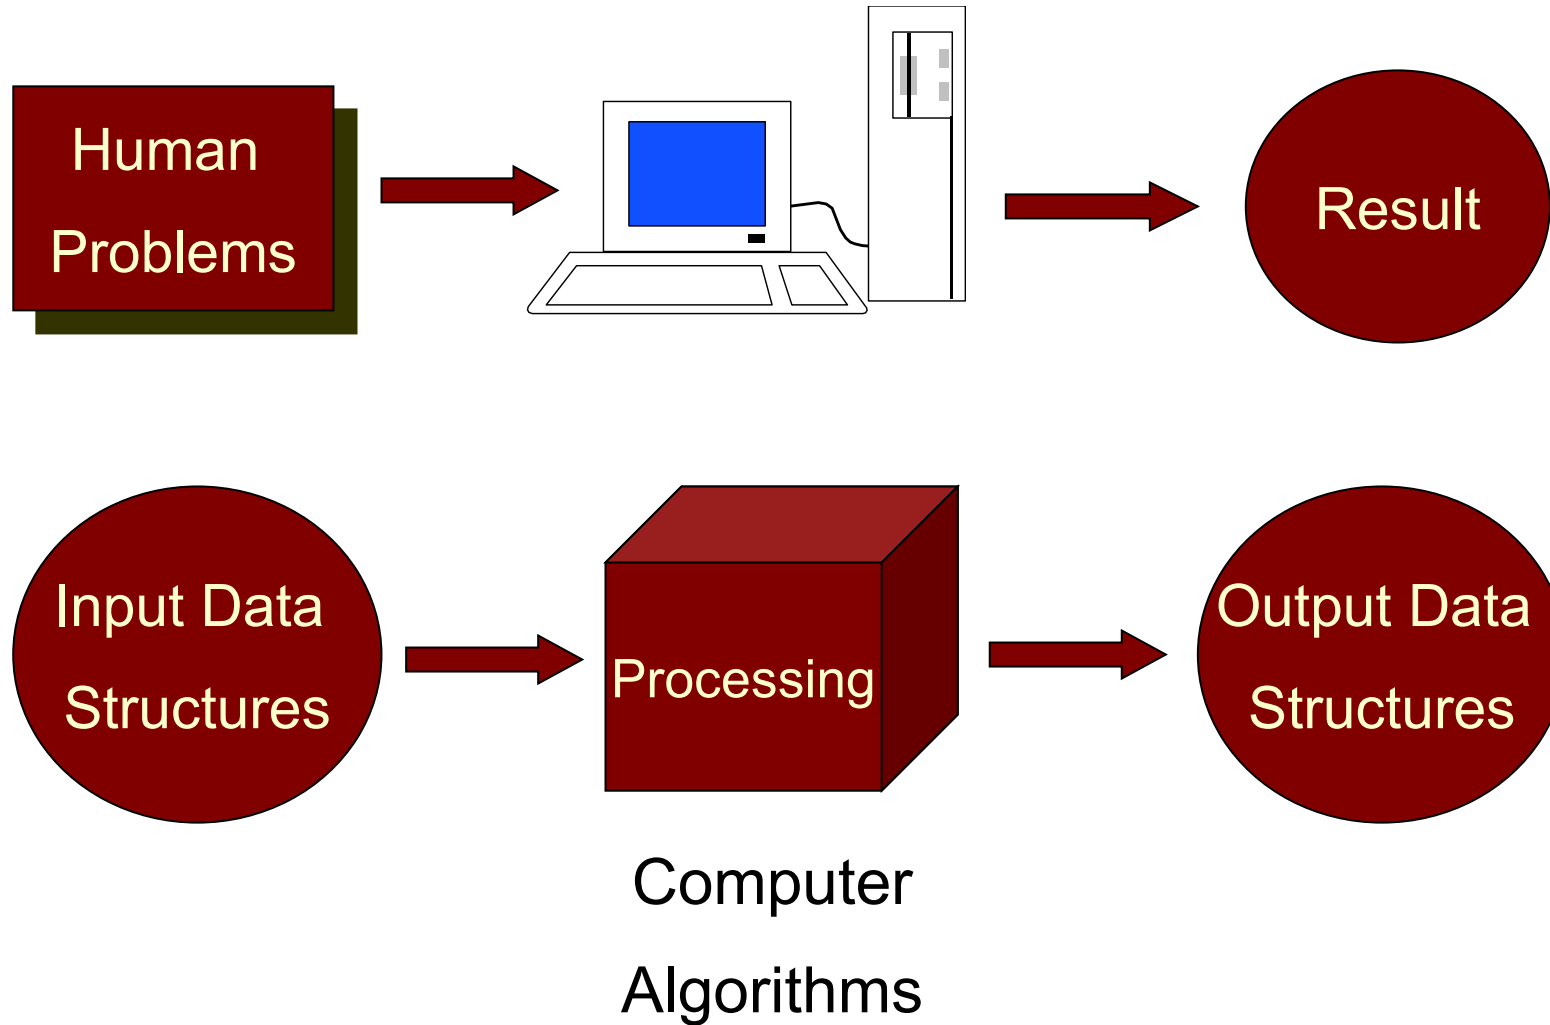 Human
Problems
Result
Input Data
Structures
Processing
Output Data
Structures
Computer
Algorithms